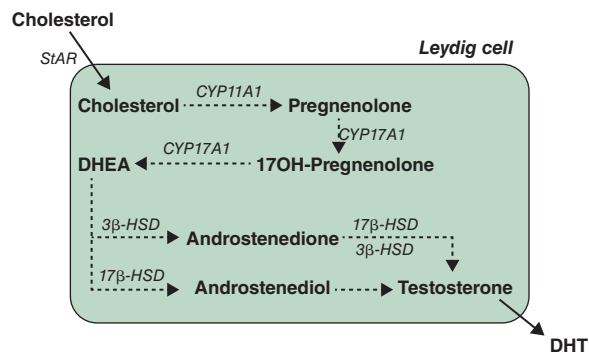 Cholesterol
StAR
Leydig cell
Cholesterol CYP11A1 Pregnenolone
CYP17A1
DHEA CYP17A1 17OH-Pregnenolone
3β-HSD Androstenedione 17β-HSD
3β-HSD
17β-HSD Androstenediol Testosterone
DHT